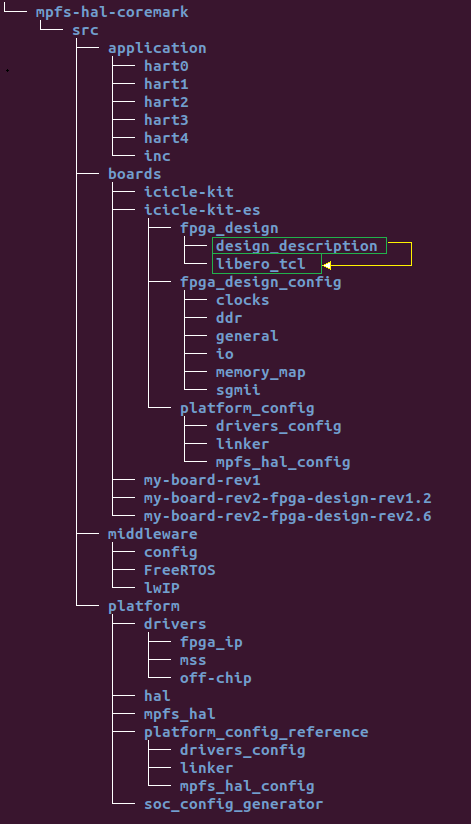 mpfs-hal-coremark
src
application
hart0
hart1
hart2
hart3
hart4
inc
boards
icicle-kit
icicle-kit-es
fpga_design
design_description
libero_tcl
fpga_design_config
clocks
ddr
general
io
memory_map
sgmii
platform_config
drivers_config
linker
mpfs_hal_config
my-board-rev1
my-board-rev2-fpga-design-rev1.2
my-board-rev2-fpga-design-rev2.6
middleware
config
FreeRTOS
lwIP
platform
drivers
fpga_ip
mss
off-chip
hal
mpfs_hal
platform_config_reference
drivers_config
linker
mpfs_hal_config
soc_config_generator